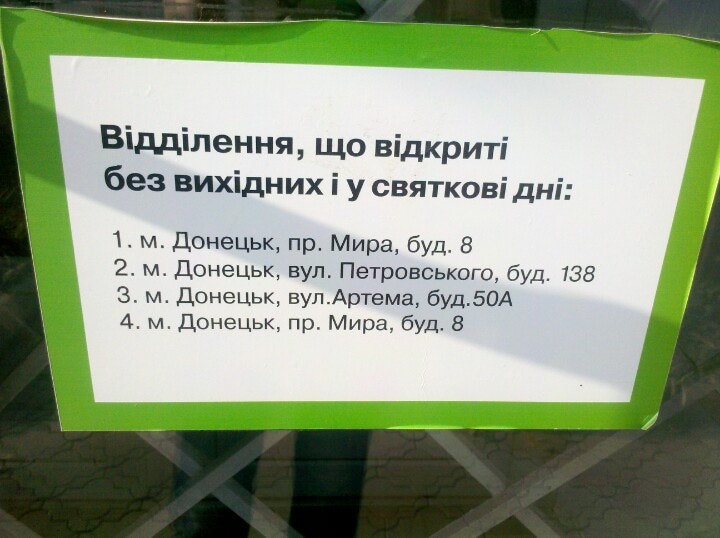 Відділення, що відкриті
без вихідних і у святкові дні:
1. м. Донецьк, пр. Мира, буд. 8
2. м. Донецьк, вул. Петровського, буд. 138
3. м. Донецьк, вул.Артема, буд.50А
4. м. Донецьк, пр. Мира, буд. 8